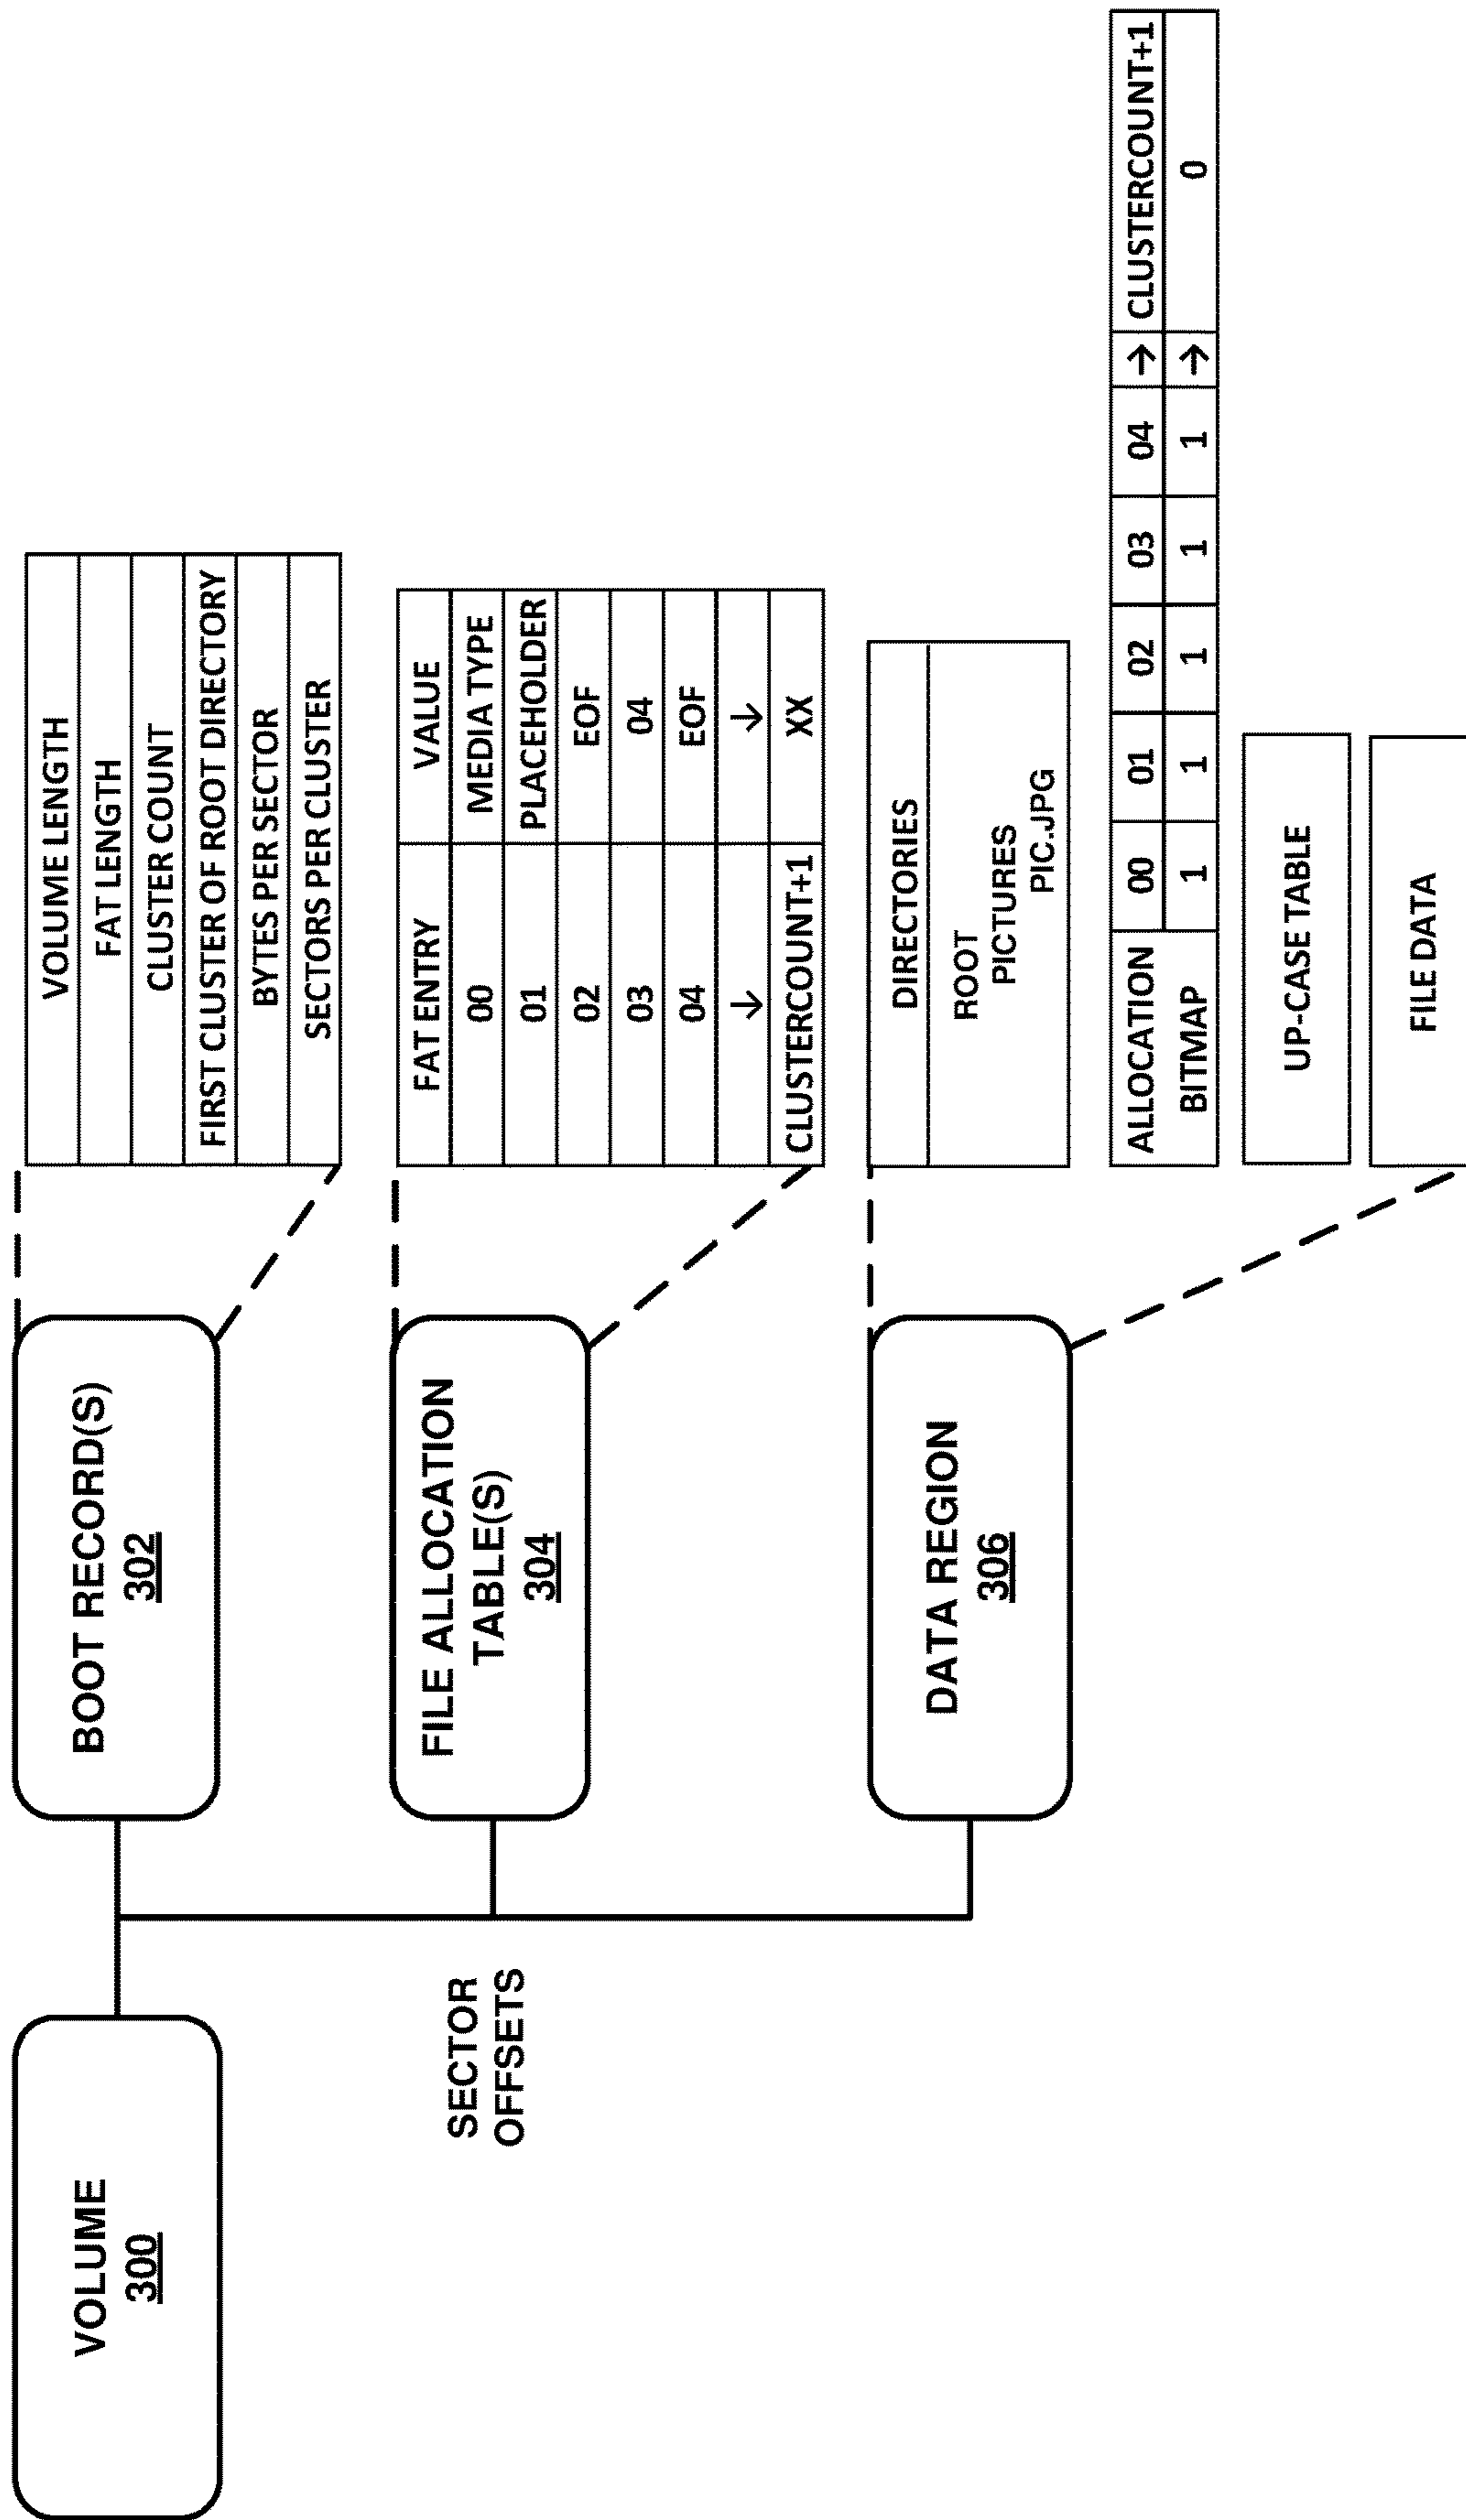 VOLUME
300
SECTOR
OFFSETS
BOOT RECORD(S)
302
FILE ALLOCATION
TABLE(S)
304
DATA REGION
306
VOLUME LENGTH
FAT LENGTH
CLUSTER COUNT
FIRST CLUSTER OF ROOT DIRECTORY
BYTES PER SECTOR
SECTORS PER CLUSTER
FAT ENTRY VALUE
00 MEDIA TYPE
01 PLACEHOLDER
02 EOF
03 04
04 EOF
→ →
CLUSTERCOUNT+1 XX
DIRECTORIES
ROOT
PICTURES
PIC.JPG
ALLOCATION 00 01 02 03 04 → CLUSTERCOUNT+1
BITMAP 1 1 1 1 1 → 0
UP-CASE TABLE
FILE DATA